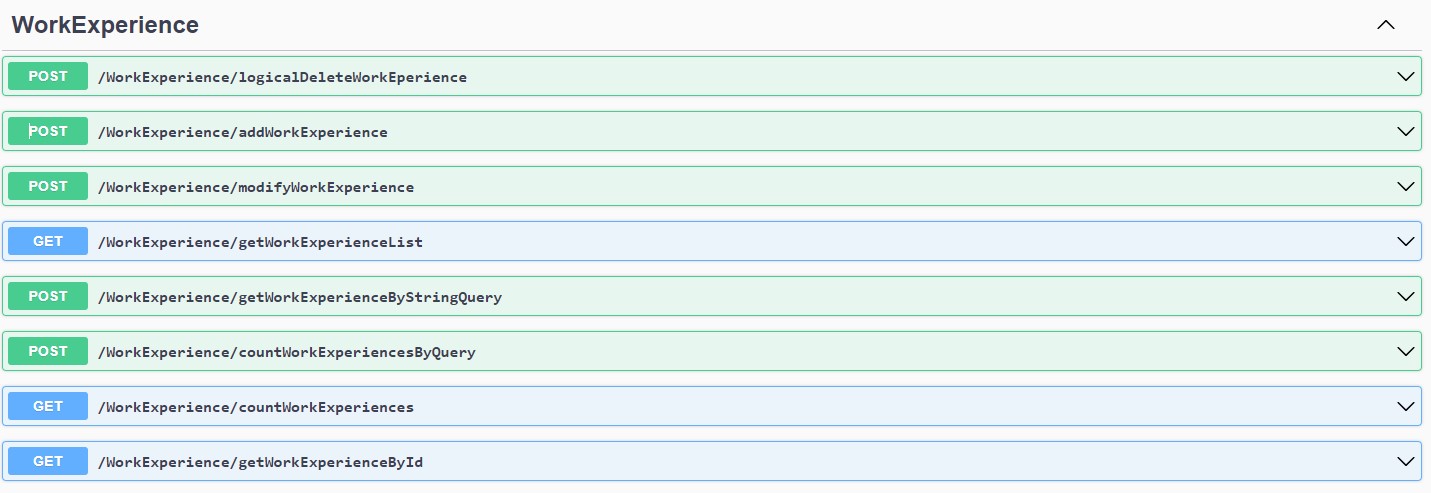 WorkExperience
POST /WorkExperience/logicalDeleteWorkEperience
POST /WorkExperience/addWorkExperience
POST /WorkExperience/modifyWorkExperience
GET /WorkExperience/getWorkExperienceList
POST /WorkExperience/getWorkExperienceByStringQuery
POST /WorkExperience/countWorkExperiencesByQuery
GET /WorkExperience/countWorkExperiences
GET /WorkExperience/getWorkExperienceById